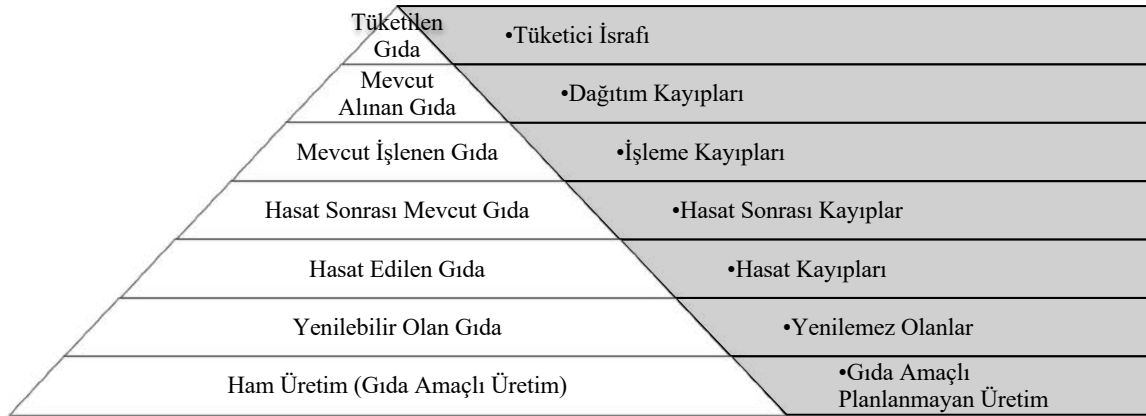 Tüketilen
Gıda
•Tüketici İsrafı
Mevcut
Alınan Gıda
•Dağıtım Kayıpları
Mevcut İşlenen Gıda
•İşleme Kayıpları
Hasat Sonrası Mevcut Gıda
•Hasat Sonrası Kayıplar
Hasat Edilen Gıda
•Hasat Kayıpları
Yenilebilir Olan Gıda
•Yenilemez Olanlar
Ham Üretim (Gıda Amaçlı Üretim)
•Gıda Amaçlı
Planlanmayan Üretim